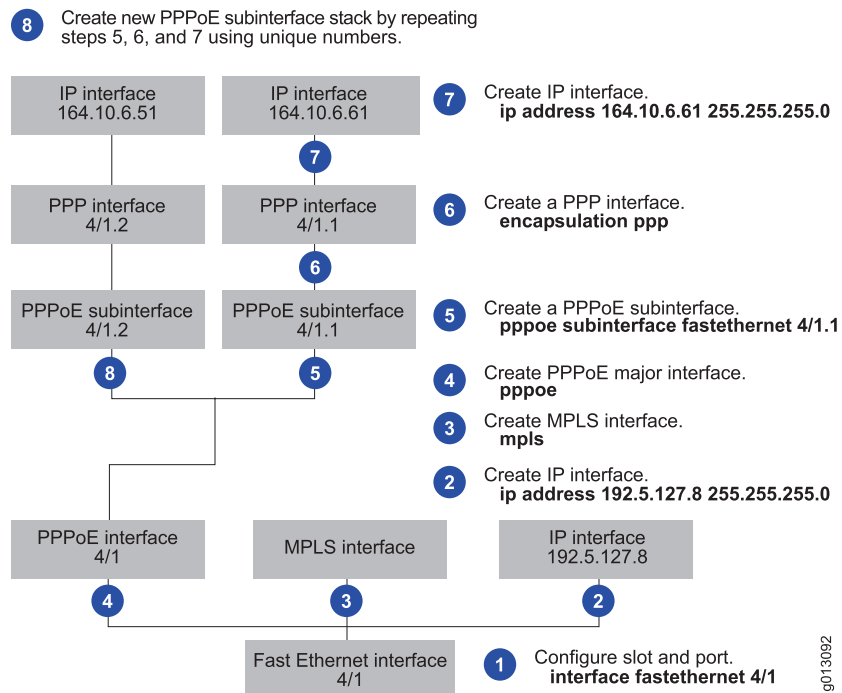 8 Create new PPPoE subinterface stack by repeating
steps 5, 6, and 7 using unique numbers.
IP interface
164.10.6.51
IP interface
164.10.6.61
7 Create IP interface.
ip address 164.10.6.61 255.255.255.0
7
PPP interface
4/1.2
PPP interface
4/1.1
6 Create a PPP interface.
encapsulation ppp
6
PPPoE subinterface
4/1.2
PPPoE subinterface
4/1.1
5 Create a PPPoE subinterface.
pppoe subinterface fastethernet 4/1.1
8
5
4 Create PPPoE major interface.
pppoe
3 Create MPLS interface.
mpls
2 Create IP interface.
ip address 192.5.127.8 255.255.255.0
PPPoE interface
4/1
MPLS interface
IP interface
192.5.127.8
4
3
2
Fast Ethernet interface
4/1
1 Configure slot and port.
interface fastethernet 4/1
g013092